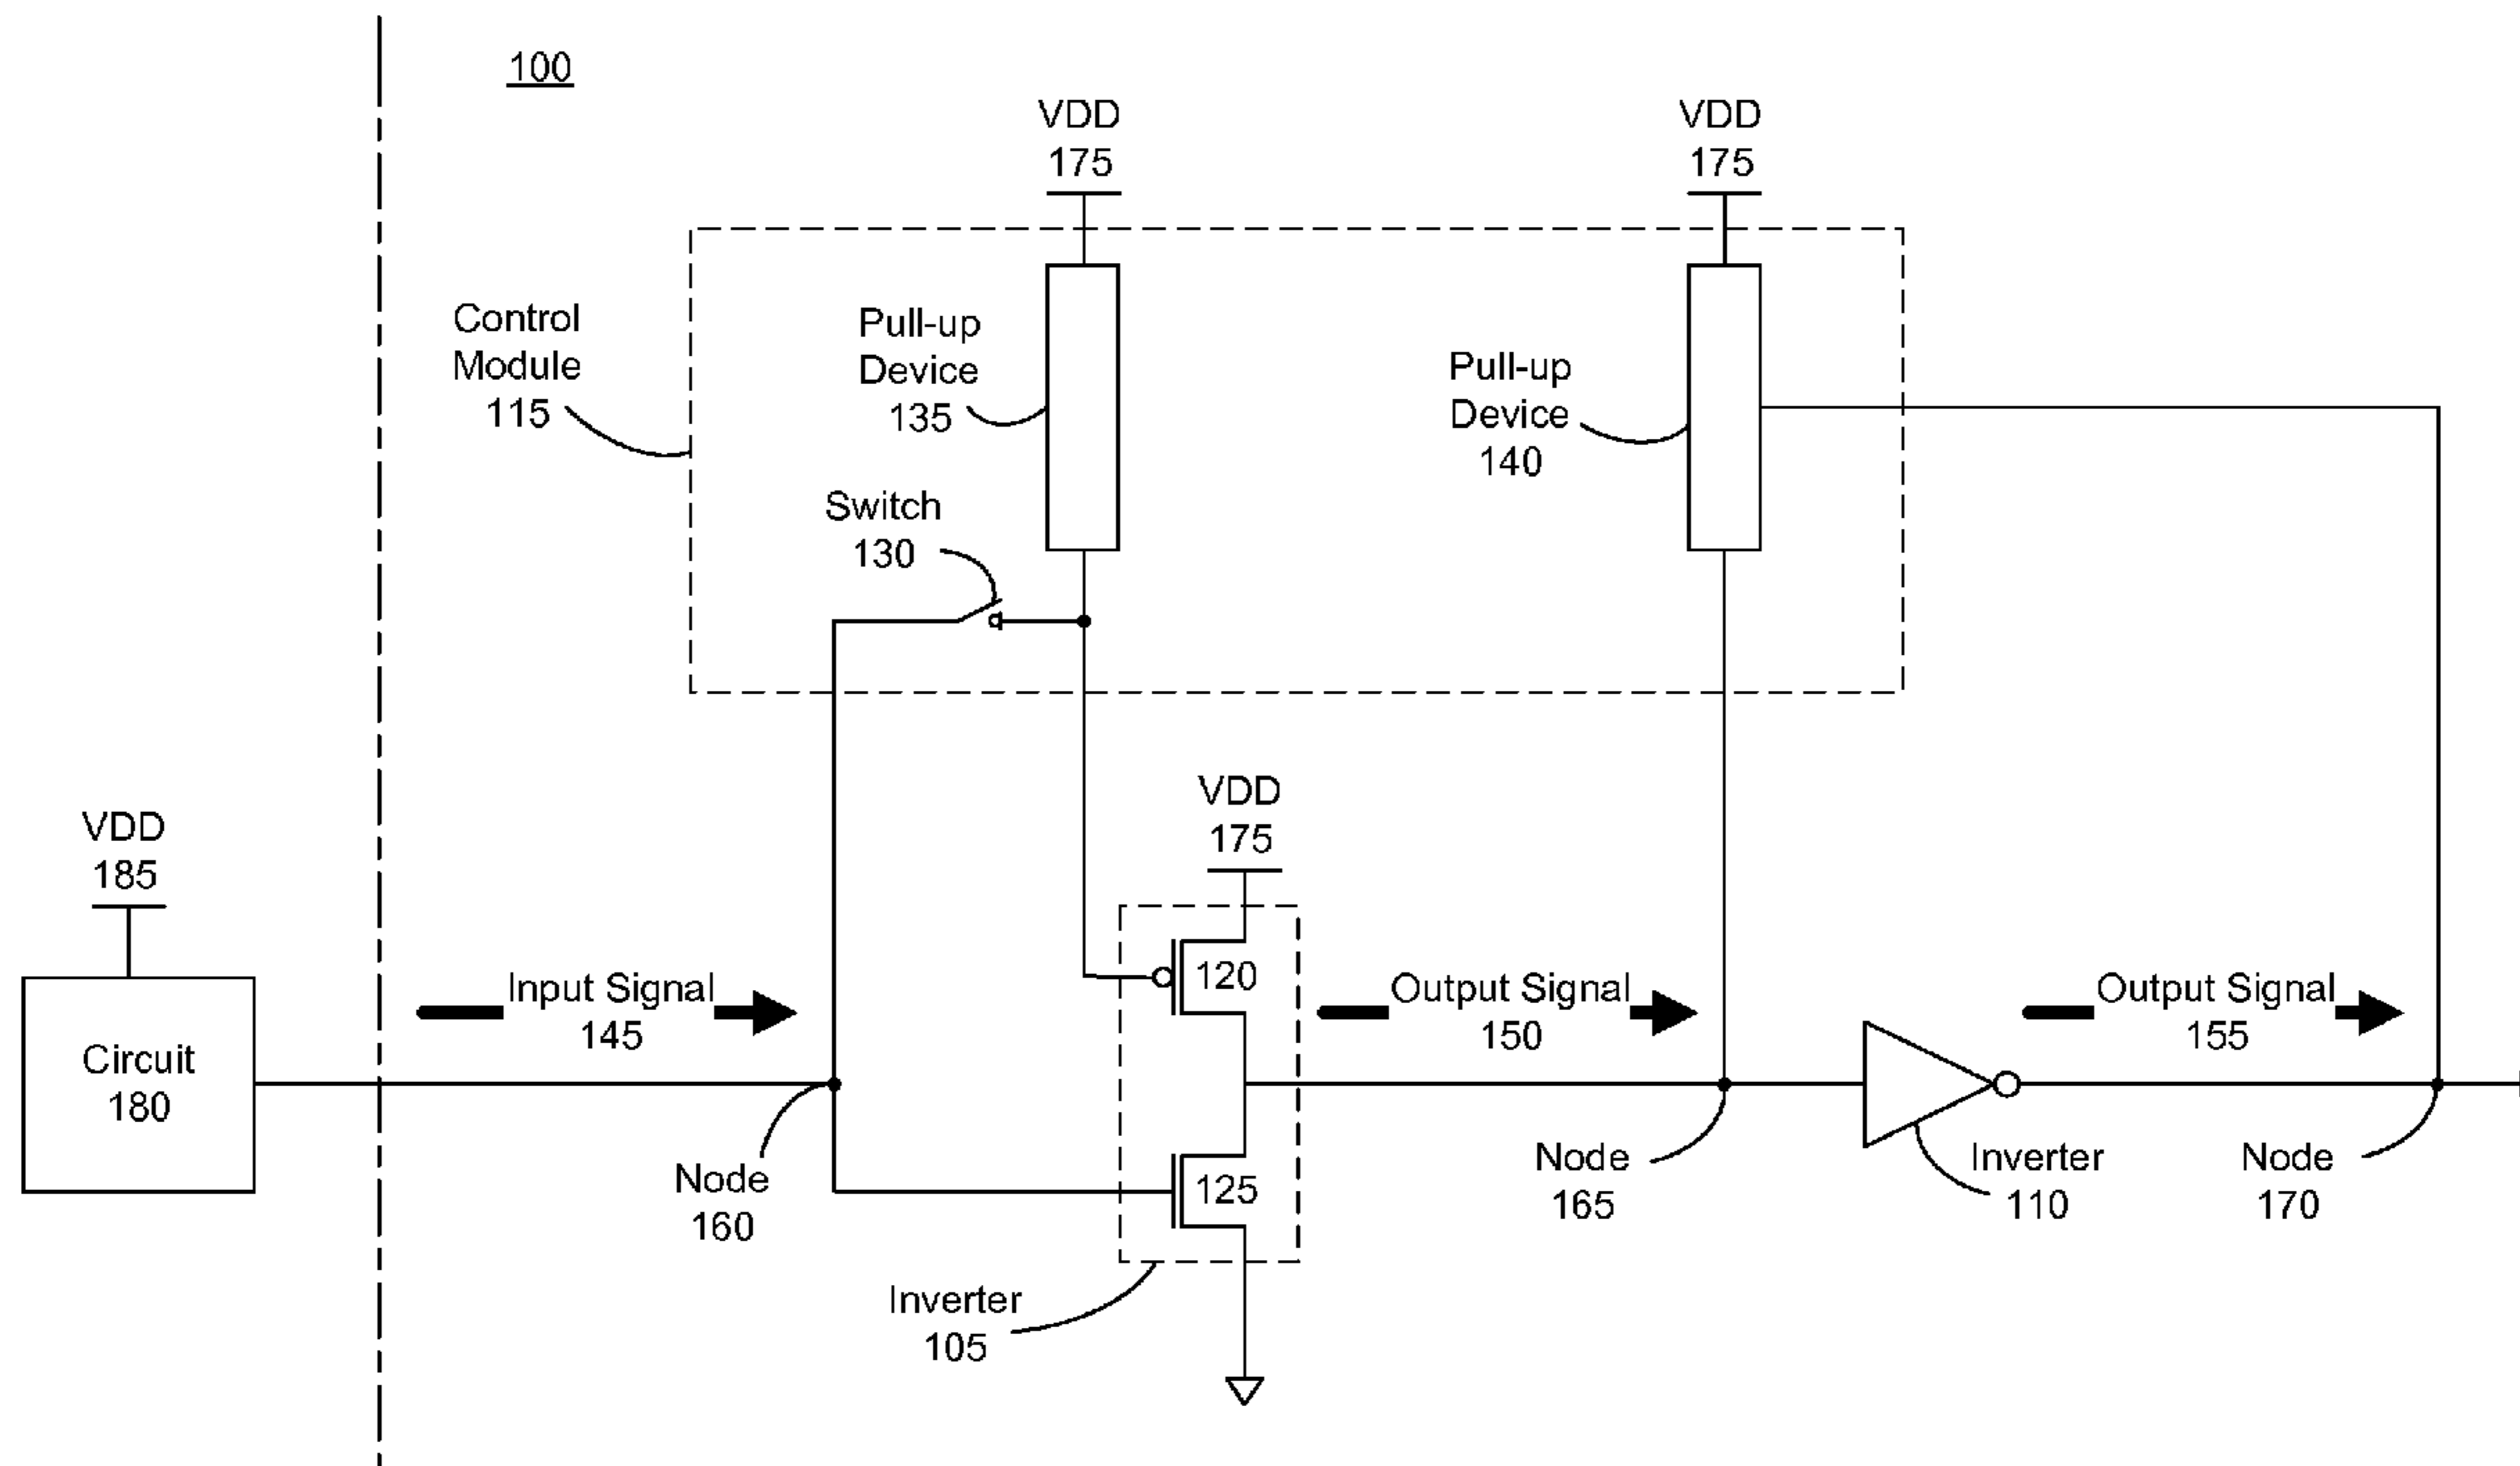 100
VDD
175
VDD
175
Control
Module
115
Pull-up
Device
135
Pull-up
Device
140
Switch
130
VDD
175
VDD
185
Circuit
180
Input Signal
145
120
125
Output Signal
150
Output Signal
155
Node
160
Node
165
Inverter
110
Node
170
Inverter
105